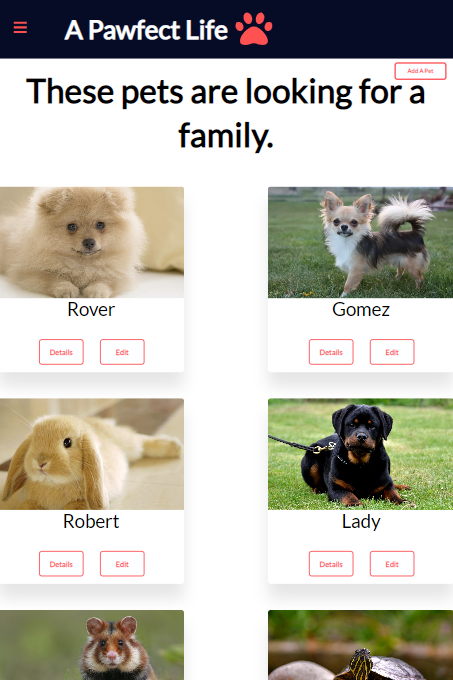 A Pawfect Life
Add A Pet
These pets are looking for a
family.
Rover
Gomez
Details
Edit
Details
Edit
Robert
Lady
Details
Edit
Details
Edit